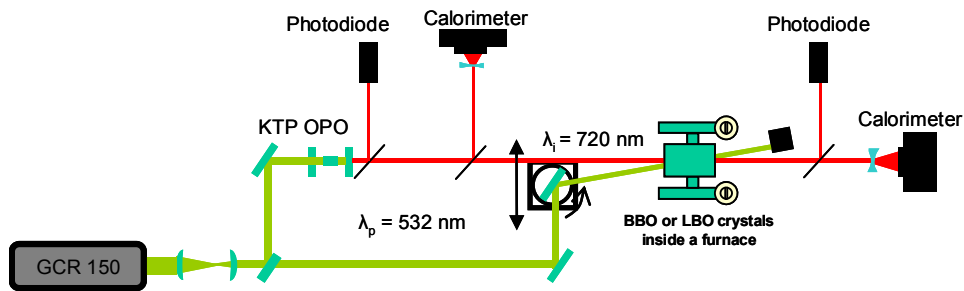 Calorimeter
Photodiode
Photodiode
Calorimeter
KTP OPO
λi = 720 nm
λp = 532 nm
BBO or LBO crystals
inside a furnace
GCR 150